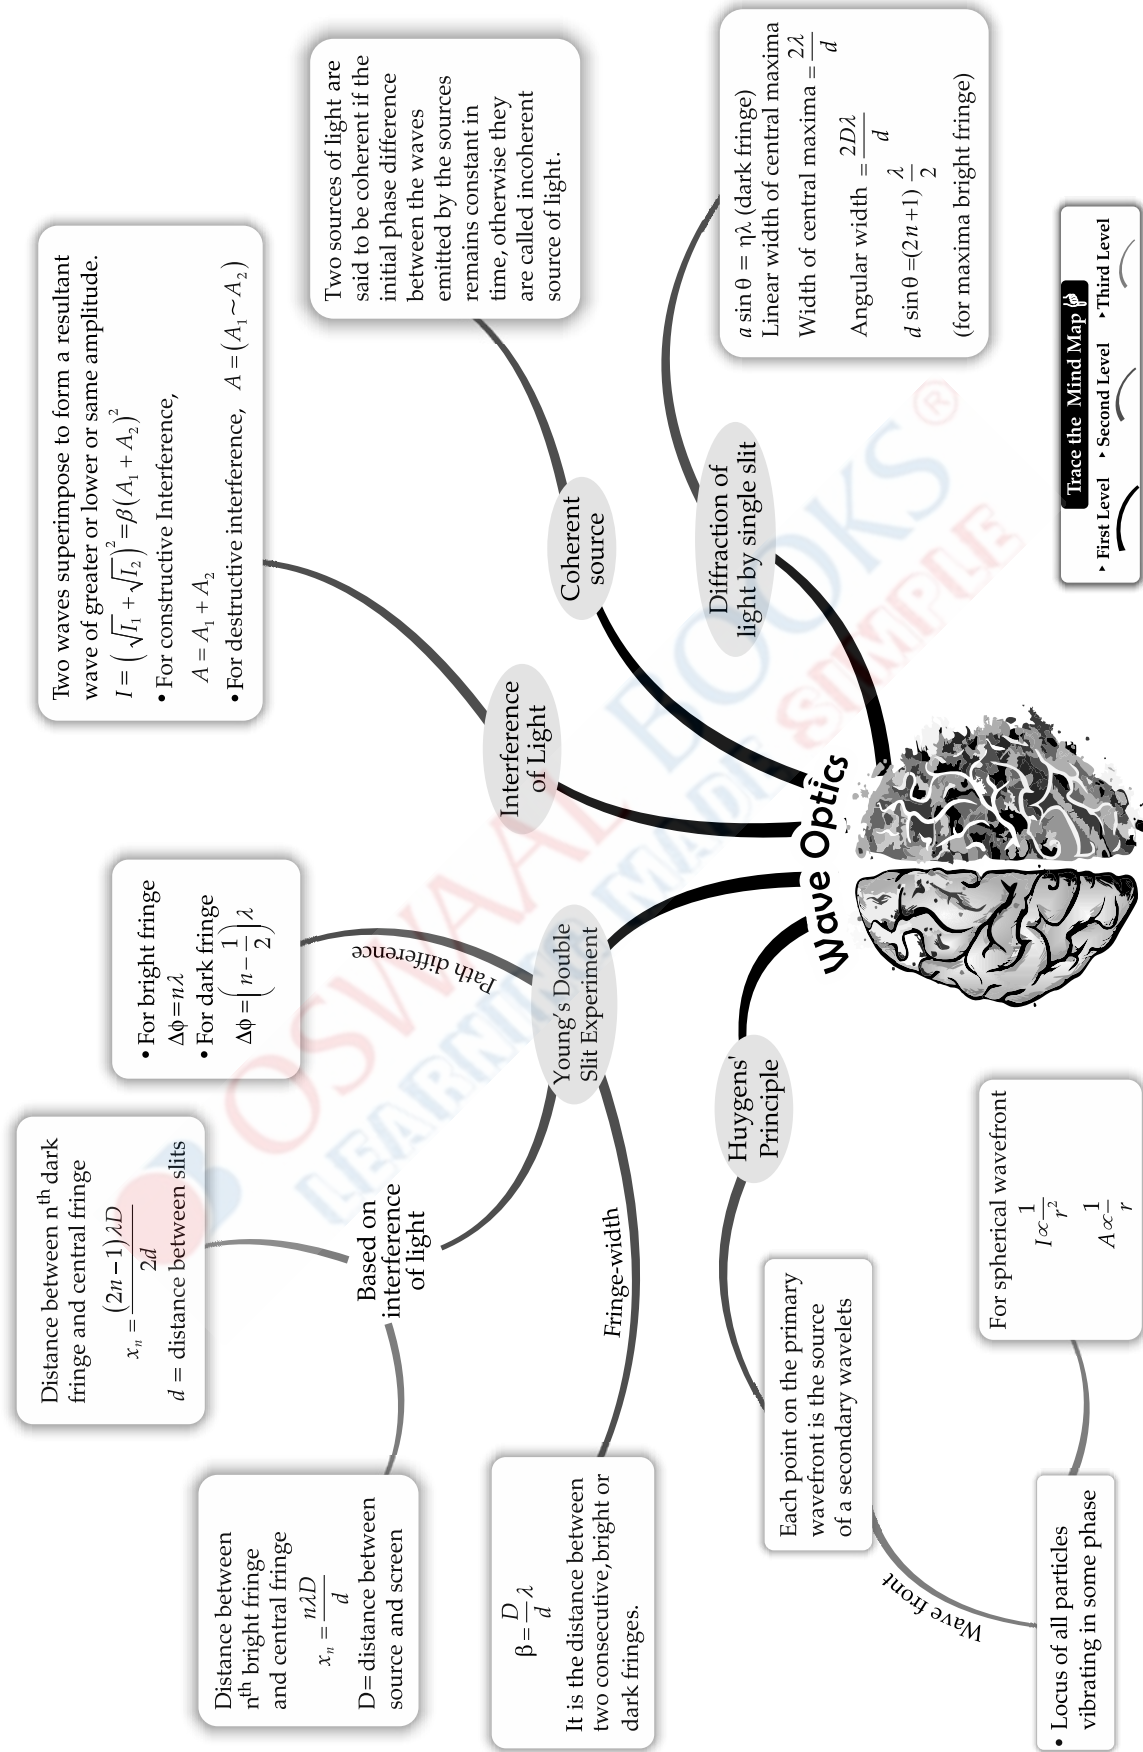 Two waves superimpose to form a resultant
wave of greater or lower or same amplitude.
I = (√I₁ + √I₂)² = β(A₁ + A₂)²
• For constructive Interference,
A = A₁ + A₂
• For destructive interference, A = (A₁ ~ A₂)
Two sources of light are
said to be coherent if the
initial phase difference
between the waves
emitted by the sources
remains constant in
time, otherwise they
are called incoherent
source of light.
a sin θ = ηλ (dark fringe)
Linear width of central maxima
Width of central maxima = 2λ/d
Angular width = 2Dλ/d
d sin θ =(2n+1) λ/2
(for maxima bright fringe)
Interference
of Light
Coherent
source
Diffraction of
light by single slit
• For bright fringe
Δϕ = nλ
• For dark fringe
Δϕ = (n − 1/2) λ
Path difference
Young's Double
Slit Experiment
Distance between nᵗʰ dark
fringe and central fringe
xₙ = (2n−1)λD/2d
d = distance between slits
Based on
interference
of light
Distance between
nᵗʰ bright fringe
and central fringe
xₙ = nλD/d
D= distance between
source and screen
Fringe-width
β = D/d λ
It is the distance between
two consecutive,bright or
dark fringes.
Huygens'
Principle
Each point on the primary
wavefront is the source
of a secondary wavelets
Wave front
• Locus of all particles
vibrating in some phase
For spherical wavefront
I ∝ 1/r²
A ∝ 1/r
Wave Optics
Trace the Mind Map
▸ First Level ▸ Second Level ▸ Third Level
OSWAAL BOOKS®
LEARNING MADE SIMPLE